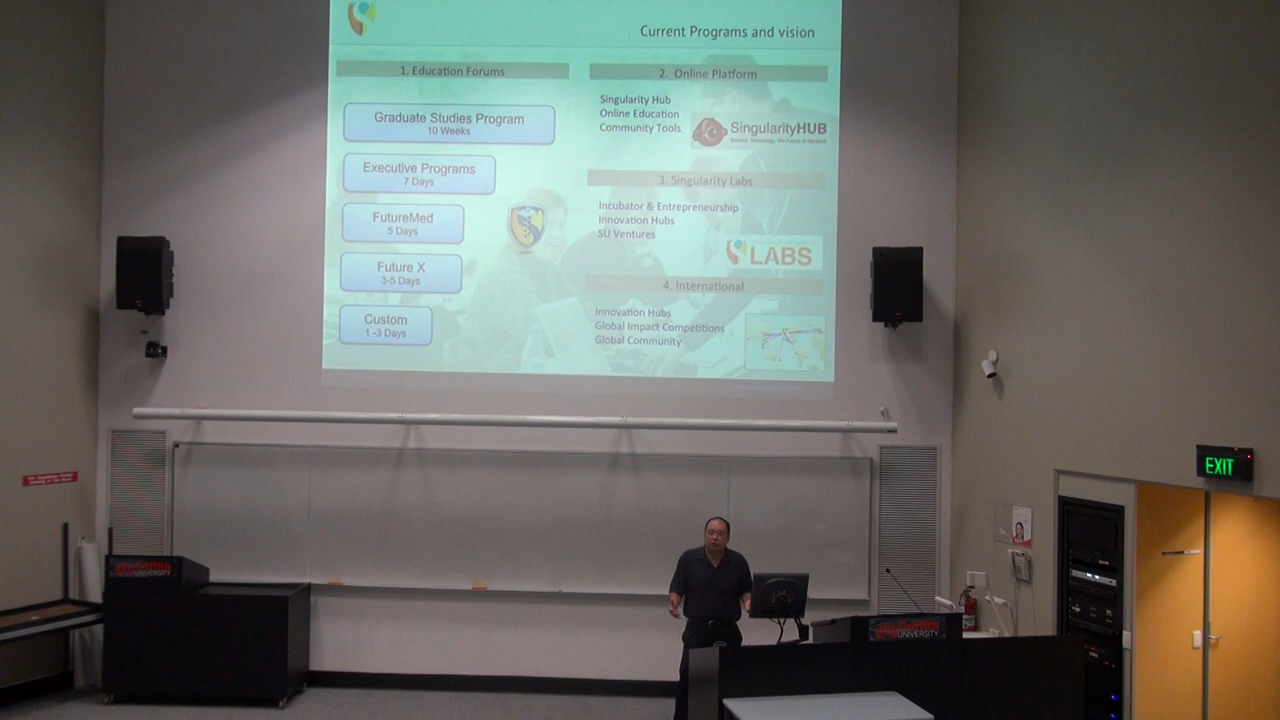 Current Programs and vision
1. Education Forums
Graduate Studies Program
10 Weeks
Executive Programs
7 Days
FutureMed
5 Days
Future X
3-5 Days
Custom
1 -3 Days
2. Online Platform
Singularity Hub
Online Education
Community Tools
SingularityHUB
3. Singularity Labs
Incubator & Entrepreneurship
Innovation Hubs
SU Ventures
LABS
4. International
Innovation Hubs
Global Impact Competitions
Global Community
EXIT
UNIVERSITY
UNIVERSITY